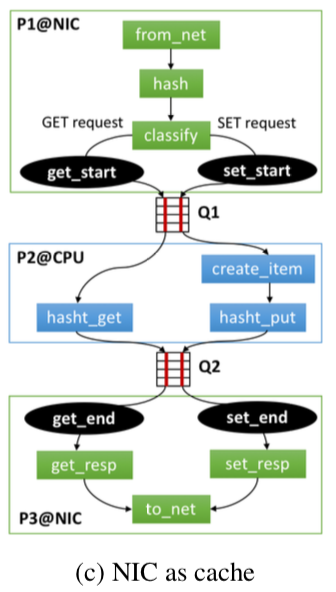 P1@NIC
from_net
hash
GET request
SET request
classify
get_start
set_start
Q1
P2@CPU
create_item
hasht_get
hasht_put
Q2
get_end
set_end
get_resp
set_resp
to_net
P3@NIC
(c) NIC as cache